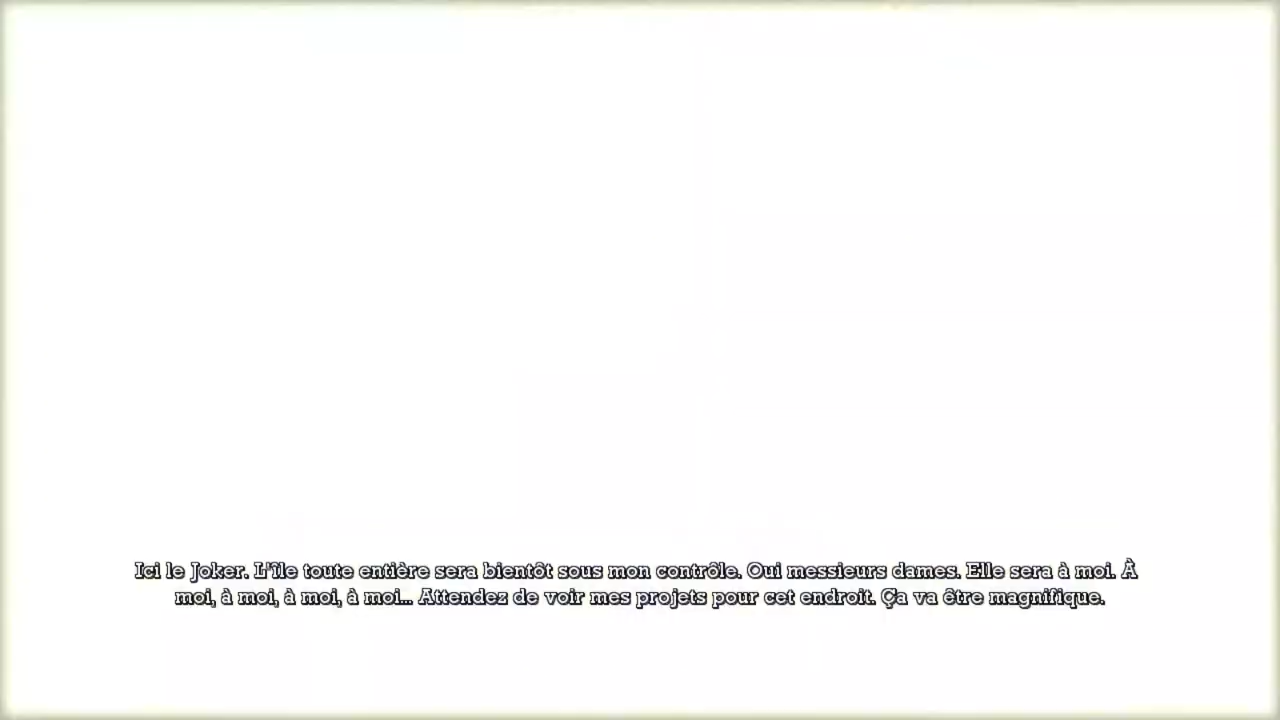 Ici le Joker. L'île toute entière sera bientôt sous mon contrôle. Oui messieurs dames. Elle sera à moi. À
moi, à moi, à moi, à moi... Attendez de voir mes projets pour cet endroit. Ça va être magnifique.